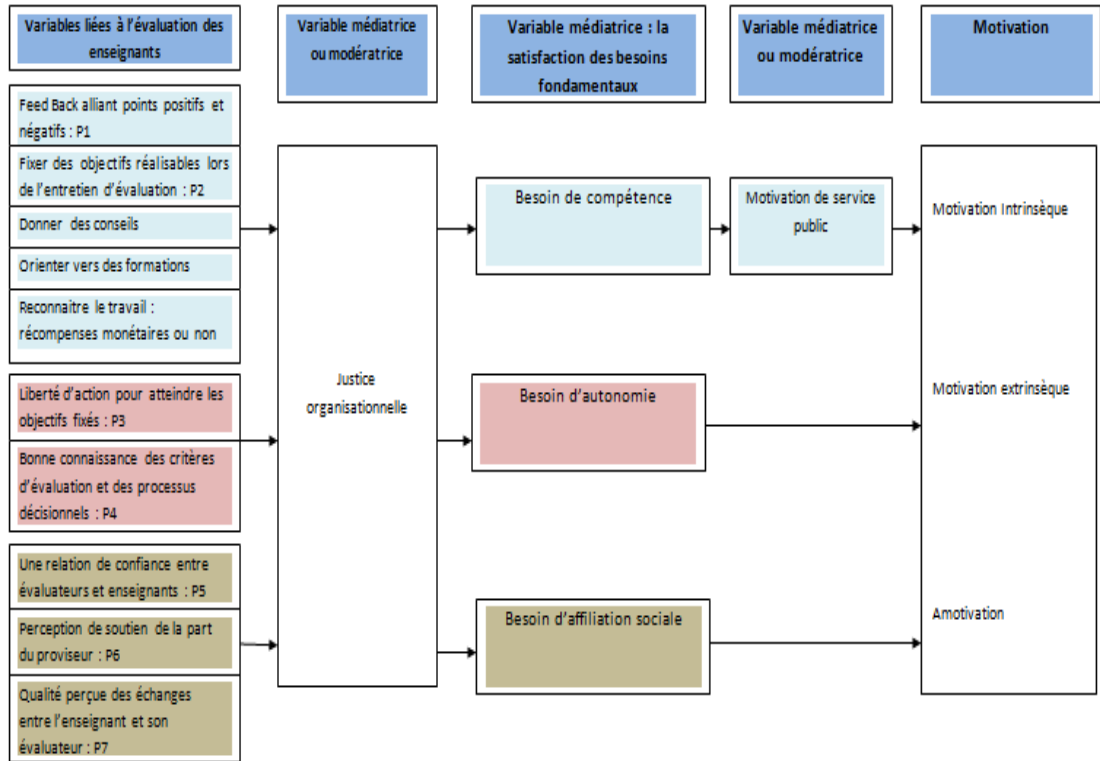 Variables liées à l'évaluation des
enseignants
Variable médiatrice
ou modératrice
Variable médiatrice : la
satisfaction des besoins
fondamentaux
Variable médiatrice
ou modératrice
Motivation
Feed Back alliant points positifs et
négatifs : P1
Fixer des objectifs réalisables lors
de l'entretien d'évaluation : P2
Donner des conseils
Orienter vers des formations
Reconnaitre le travail :
récompenses monétaires ou non
Liberté d'action pour atteindre les
objectifs fixés : P3
Bonne connaissance des critères
d'évaluation et des processus
décisionnels : P4
Une relation de confiance entre
évaluateurs et enseignants : P5
Perception de soutien de la part
du proviseur : P6
Qualité perçue des échanges
entre l'enseignant et son
évaluateur : P7
Justice
organisationnelle
Besoin de compétence
Besoin d'autonomie
Besoin d'affiliation sociale
Motivation de service
public
Motivation Intrinsèque
Motivation extrinsèque
Amotivation